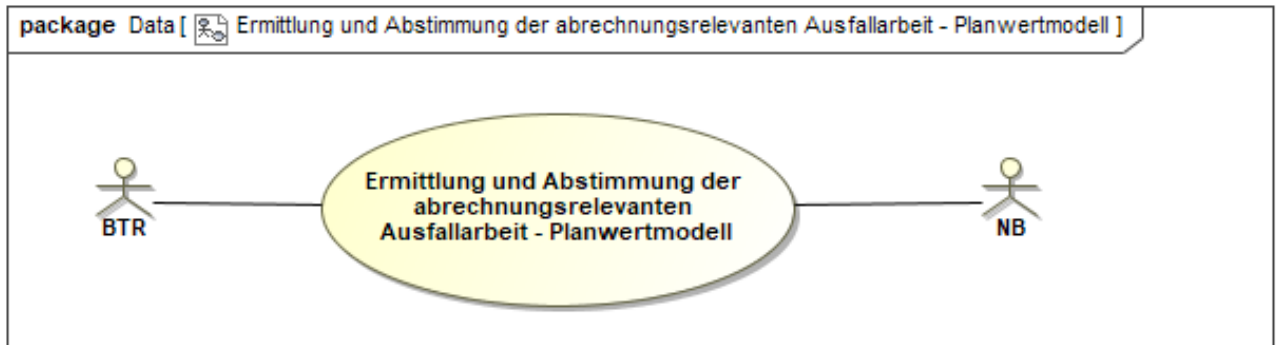 package Data [ Ermittlung und Abstimmung der abrechnungsrelevanten Ausfallarbeit - Planwertmodell ]
Ermittlung und Abstimmung der
abrechnungsrelevanten
Ausfallarbeit - Planwertmodell
BTR
NB